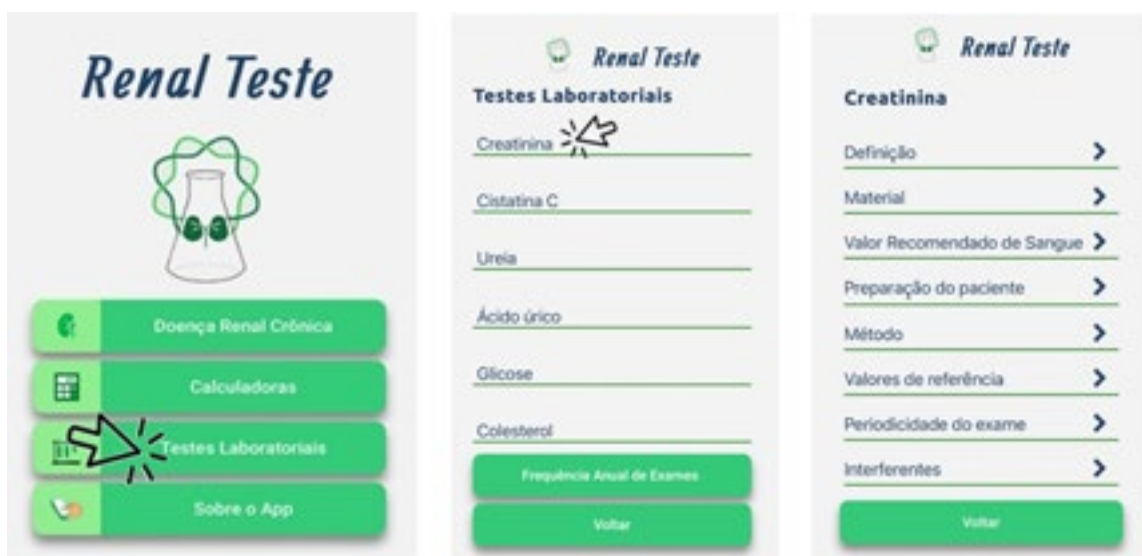 Renal Teste
Doença Renal Crônica
Calculadoras
Testes Laboratoriais
Sobre o App
Renal Teste
Testes Laboratoriais
Creatinina
Cistatina C
Ureia
Ácido úrico
Glicose
Colesterol
Frequência Anual de Exames
Voltar
Renal Teste
Creatinina
Definição
Material
Valor Recomendado de Sangue
Preparação do paciente
Método
Valores de referência
Periodicidade do exame
Interferentes
Voltar